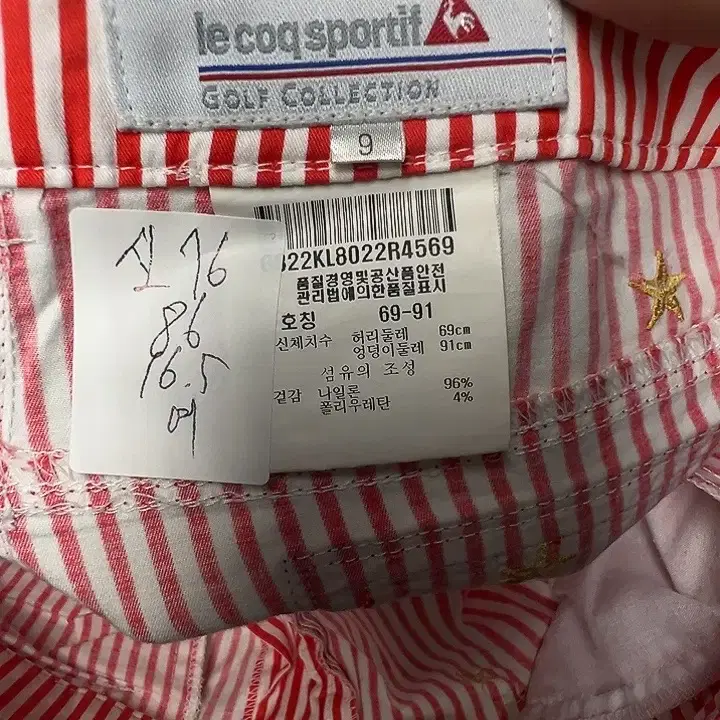 le coq sportif
GOLF COLLECTION
9
22KL8022R4569
품질경영및공산품안전
관리법에의한품질표시
호칭 69-91
신체치수 허리둘레 69cm
엉덩이둘레 91cm
섬유의 조성
겉감 나일론 96%
폴리우레탄 4%
실 76
86
16.5
여